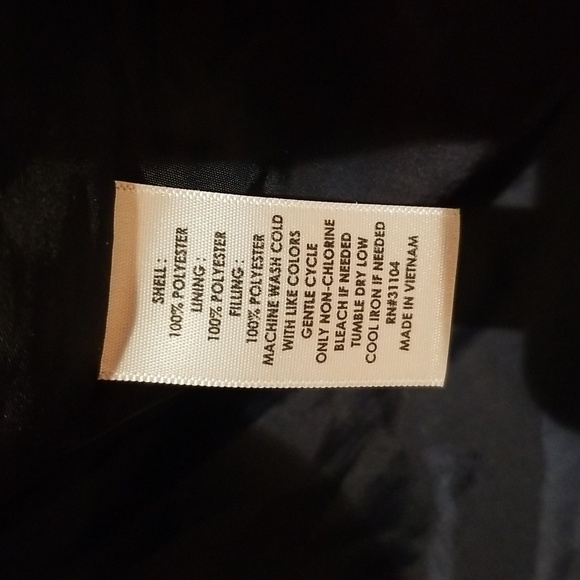 SHELL :
100% POLYESTER
LINING :
100% POLYESTER
FILLING :
100% POLYESTER
MACHINE WASH COLD
WITH LIKE COLORS
GENTLE CYCLE
ONLY NON-CHLORINE
BLEACH IF NEEDED
TUMBLE DRY LOW
COOL IRON IF NEEDED
RN#31104
MADE IN VIETNAM